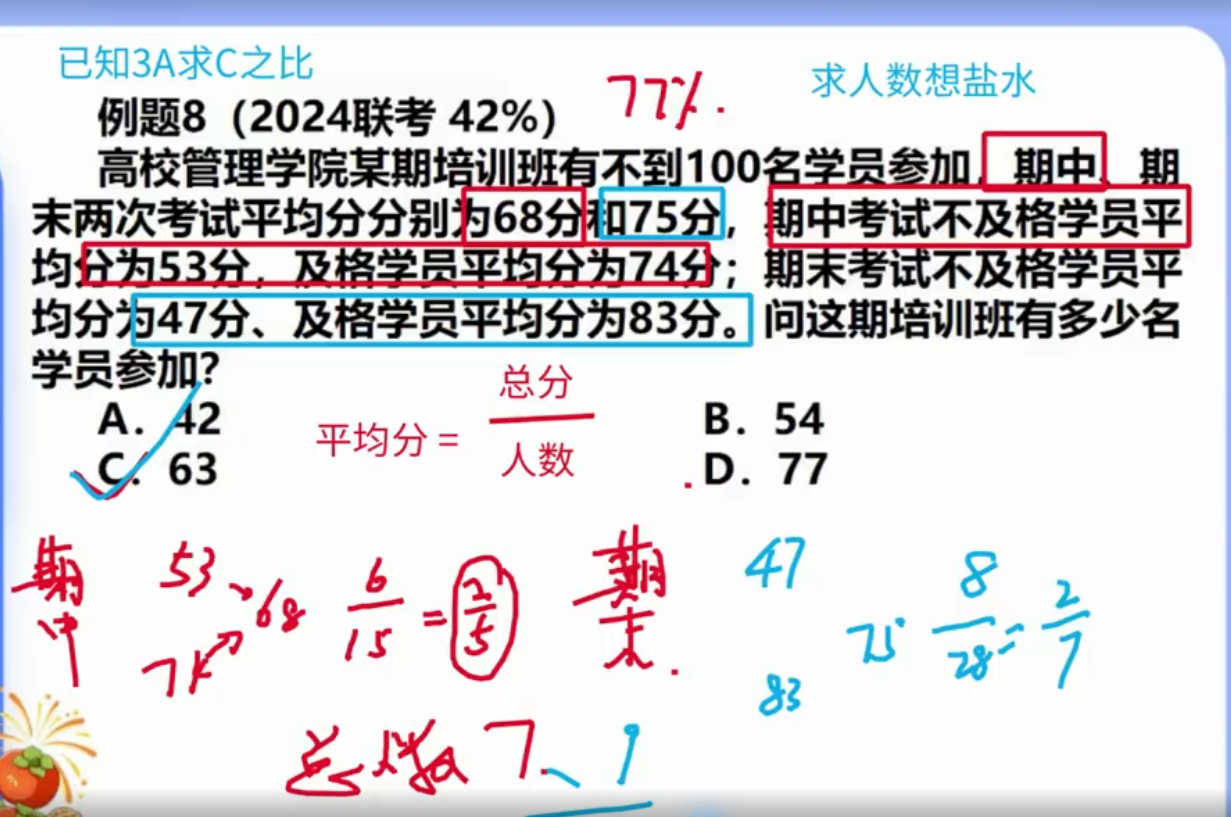 已知3A求C之比
求人数想盐水
77%.
例题8（2024联考 42%）
高校管理学院某期培训班有不到100名学员参加，期中、期
末两次考试平均分分别为68分和75分，期中考试不及格学员平
均分为53分，及格学员平均分为74分；期末考试不及格学员平
均分为47分、及格学员平均分为83分。问这期培训班有多少名
学员参加？
A．42
B．54
C．63
D．77
平均分 = 总分
人数
期中
53
68
74
6
15
=
2
5
期末
47
75
83
8
28
=
2
7
总人数 7、9